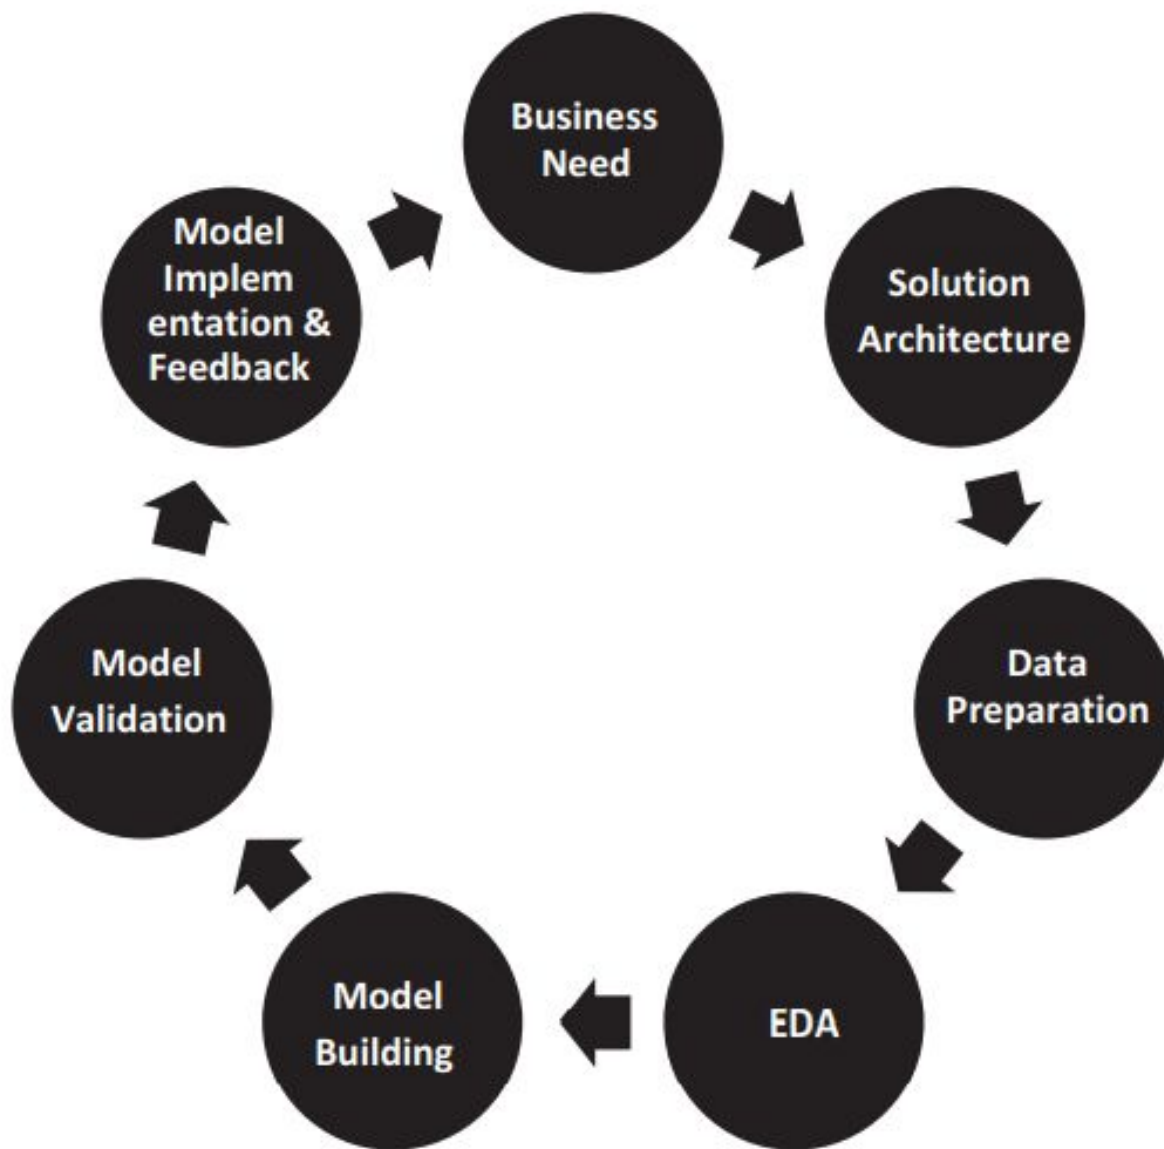 Business
Need
Solution
Architecture
Data
Preparation
EDA
Model
Building
Model
Validation
Model
Implem
entation &
Feedback